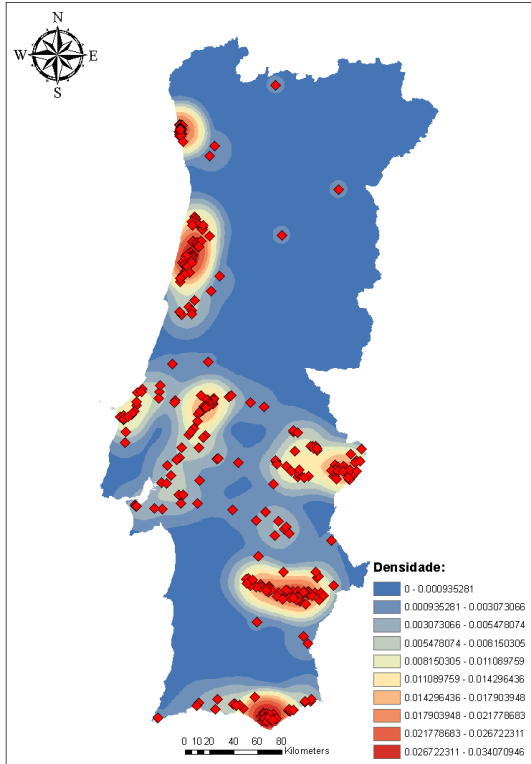 N
W E
S
Densidade:
0 - 0.000935281
0.000935281 - 0.003073066
0.003073066 - 0.005478074
0.005478074 - 0.008150305
0.008150305 - 0.011089759
0.011089759 - 0.014296436
0.014296436 - 0.017903948
0.017903948 - 0.021778683
0.021778683 - 0.026722311
0.026722311 - 0.034070946
0 10 20 40 60 80
Kilometers